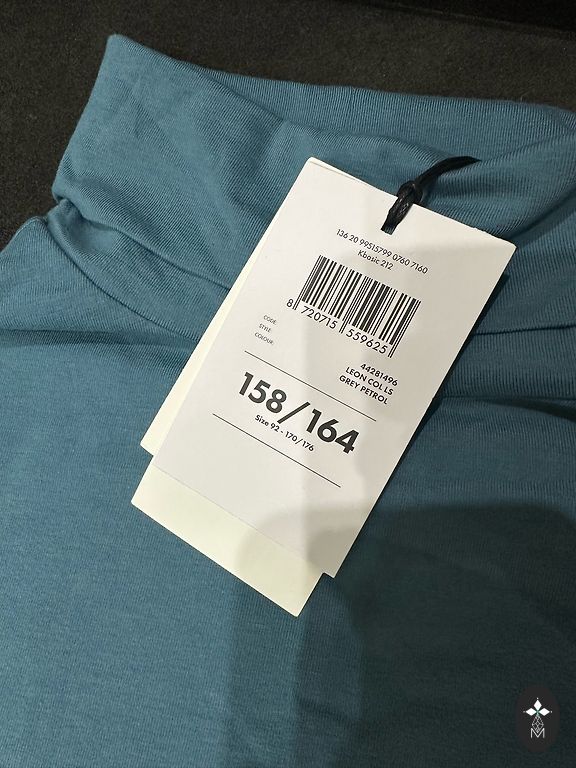 136 20 99515799 0760 7160
Kbasic 212
8 720715 559625
CODE: 44281496
STYLE: LEON COL LS
COLOUR: GREY PETROL
158/164
Size 92 - 170/176
M